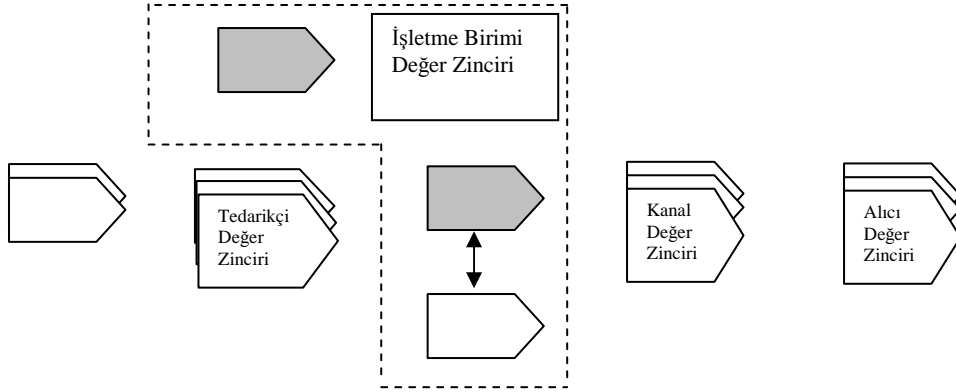 İşletme Birimi
Değer Zinciri
Tedarikçi
Değer
Zinciri
Kanal
Değer
Zinciri
Alıcı
Değer
Zinciri